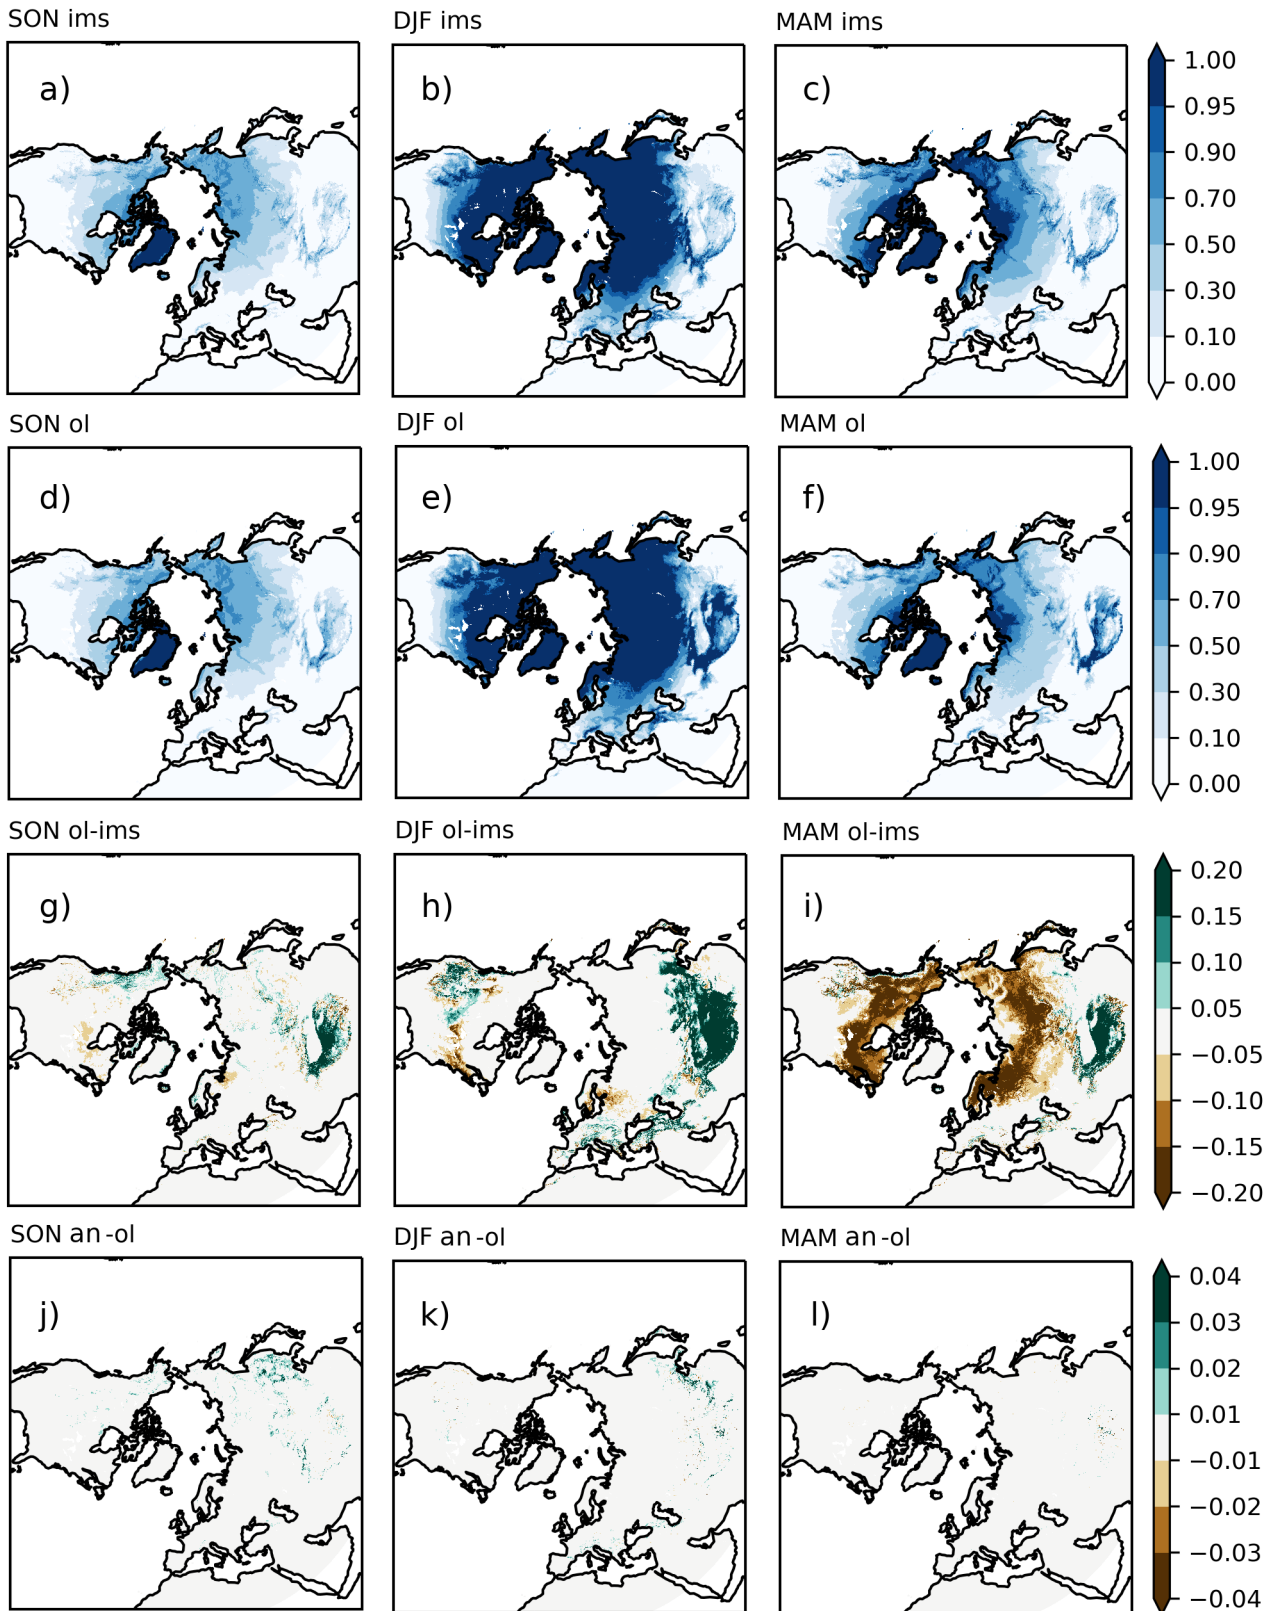 SON ims
DJF ims
MAM ims
a)
b)
c)
1.00
0.95
0.90
0.70
0.50
0.30
0.10
0.00
SON ol
DJF ol
MAM ol
d)
e)
f)
1.00
0.95
0.90
0.70
0.50
0.30
0.10
0.00
SON ol-ims
DJF ol-ims
MAM ol-ims
g)
h)
i)
0.20
0.15
0.10
0.05
−0.05
−0.10
−0.15
−0.20
SON an-ol
DJF an-ol
MAM an-ol
j)
k)
l)
0.04
0.03
0.02
0.01
−0.01
−0.02
−0.03
−0.04